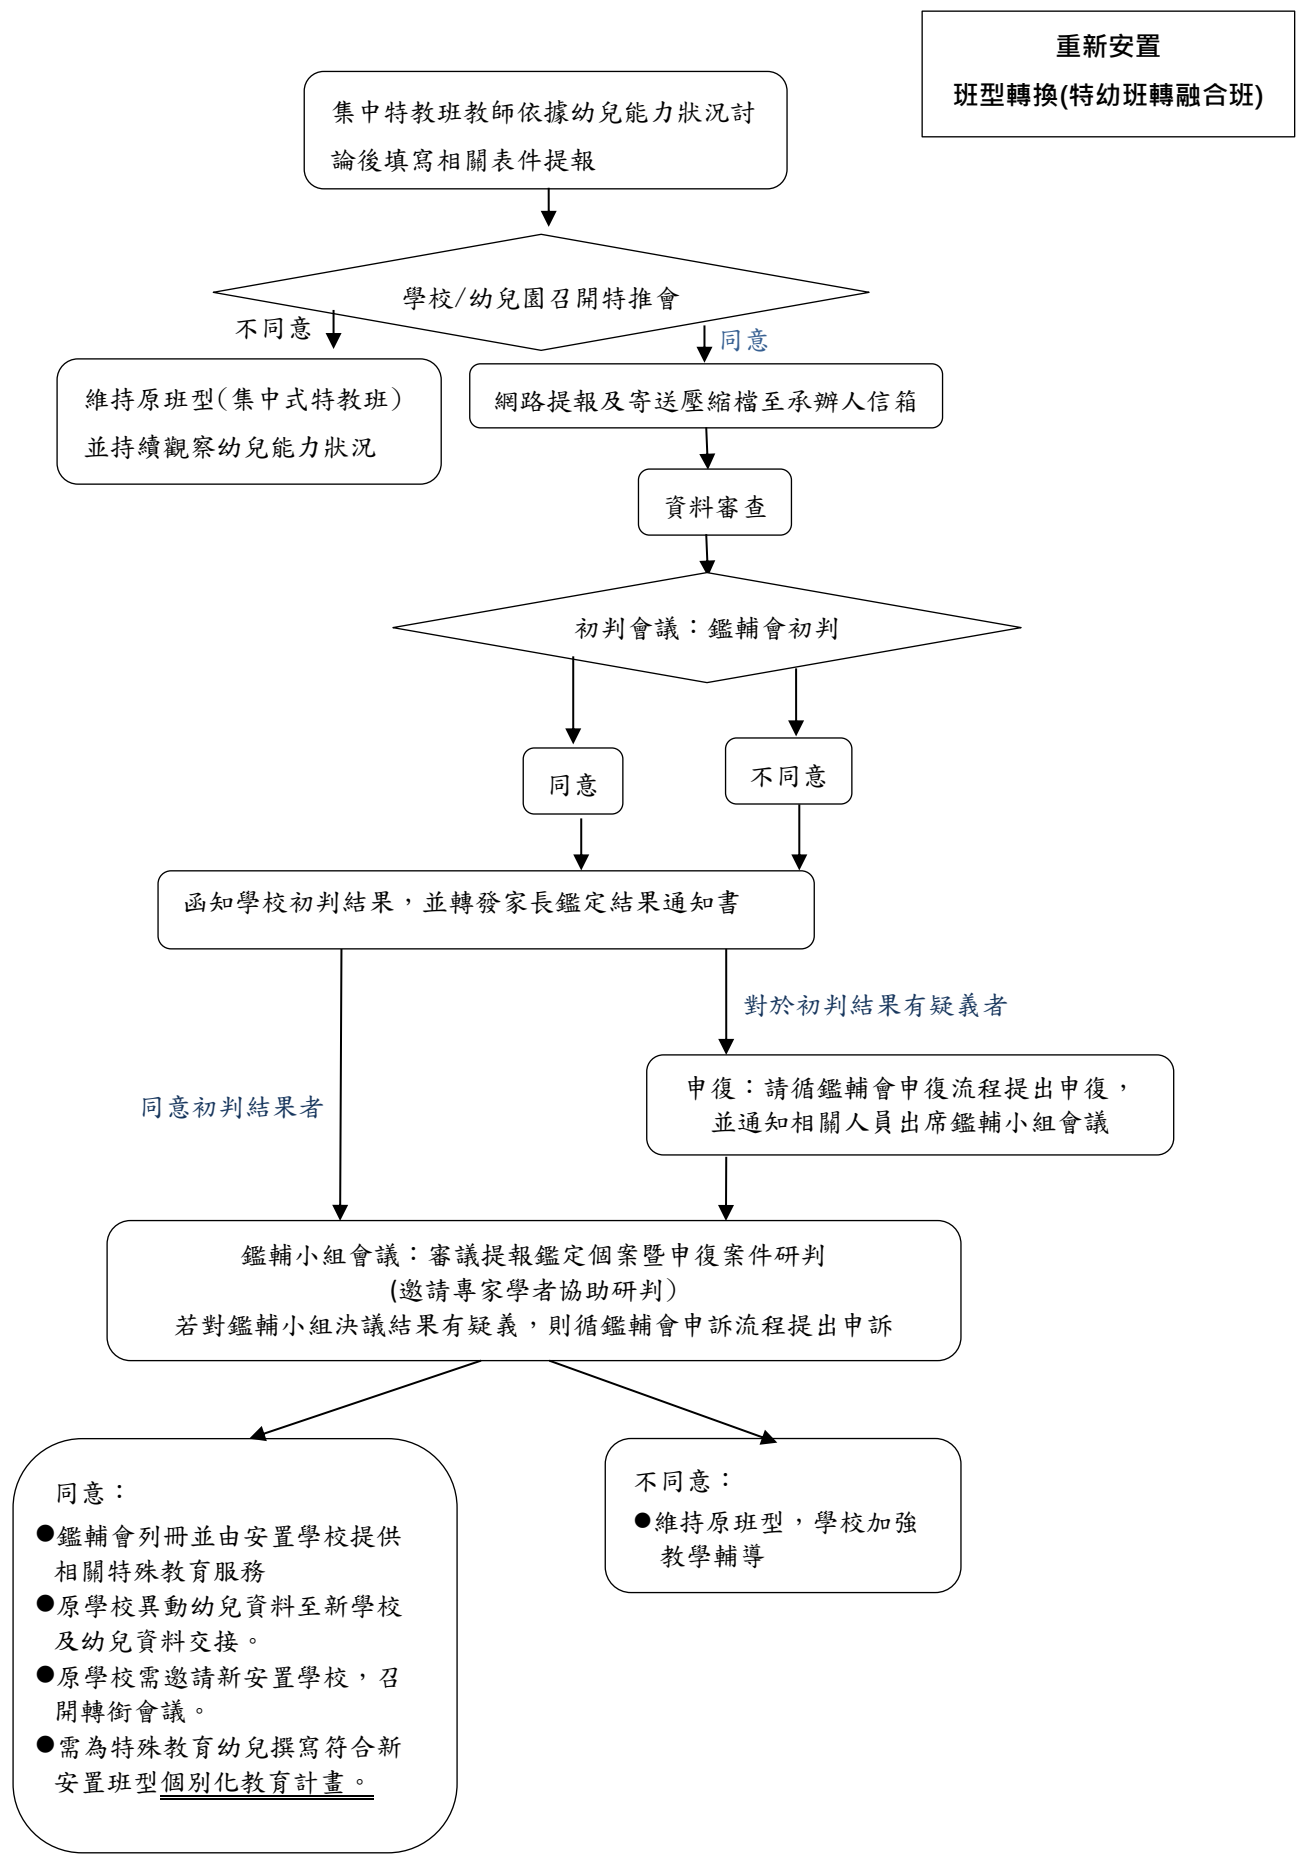 重新安置
班型轉換(特幼班轉融合班)
集中特教班教師依據幼兒能力狀況討
論後填寫相關表件提報
學校/幼兒園召開特推會
不同意
同意
維持原班型(集中式特教班)
並持續觀察幼兒能力狀況
網路提報及寄送壓縮檔至承辦人信箱
資料審查
初判會議：鑑輔會初判
同意
不同意
函知學校初判結果，並轉發家長鑑定結果通知書
對於初判結果有疑義者
同意初判結果者
申復：請循鑑輔會申復流程提出申復，
並通知相關人員出席鑑輔小組會議
鑑輔小組會議：審議提報鑑定個案暨申復案件研判
(邀請專家學者協助研判)
若對鑑輔小組決議結果有疑義，則循鑑輔會申訴流程提出申訴
同意：
●鑑輔會列冊並由安置學校提供
相關特殊教育服務
●原學校異動幼兒資料至新學校
及幼兒資料交接。
●原學校需邀請新安置學校，召
開轉銜會議。
●需為特殊教育幼兒撰寫符合新
安置班型個別化教育計畫。
不同意：
●維持原班型，學校加強
教學輔導